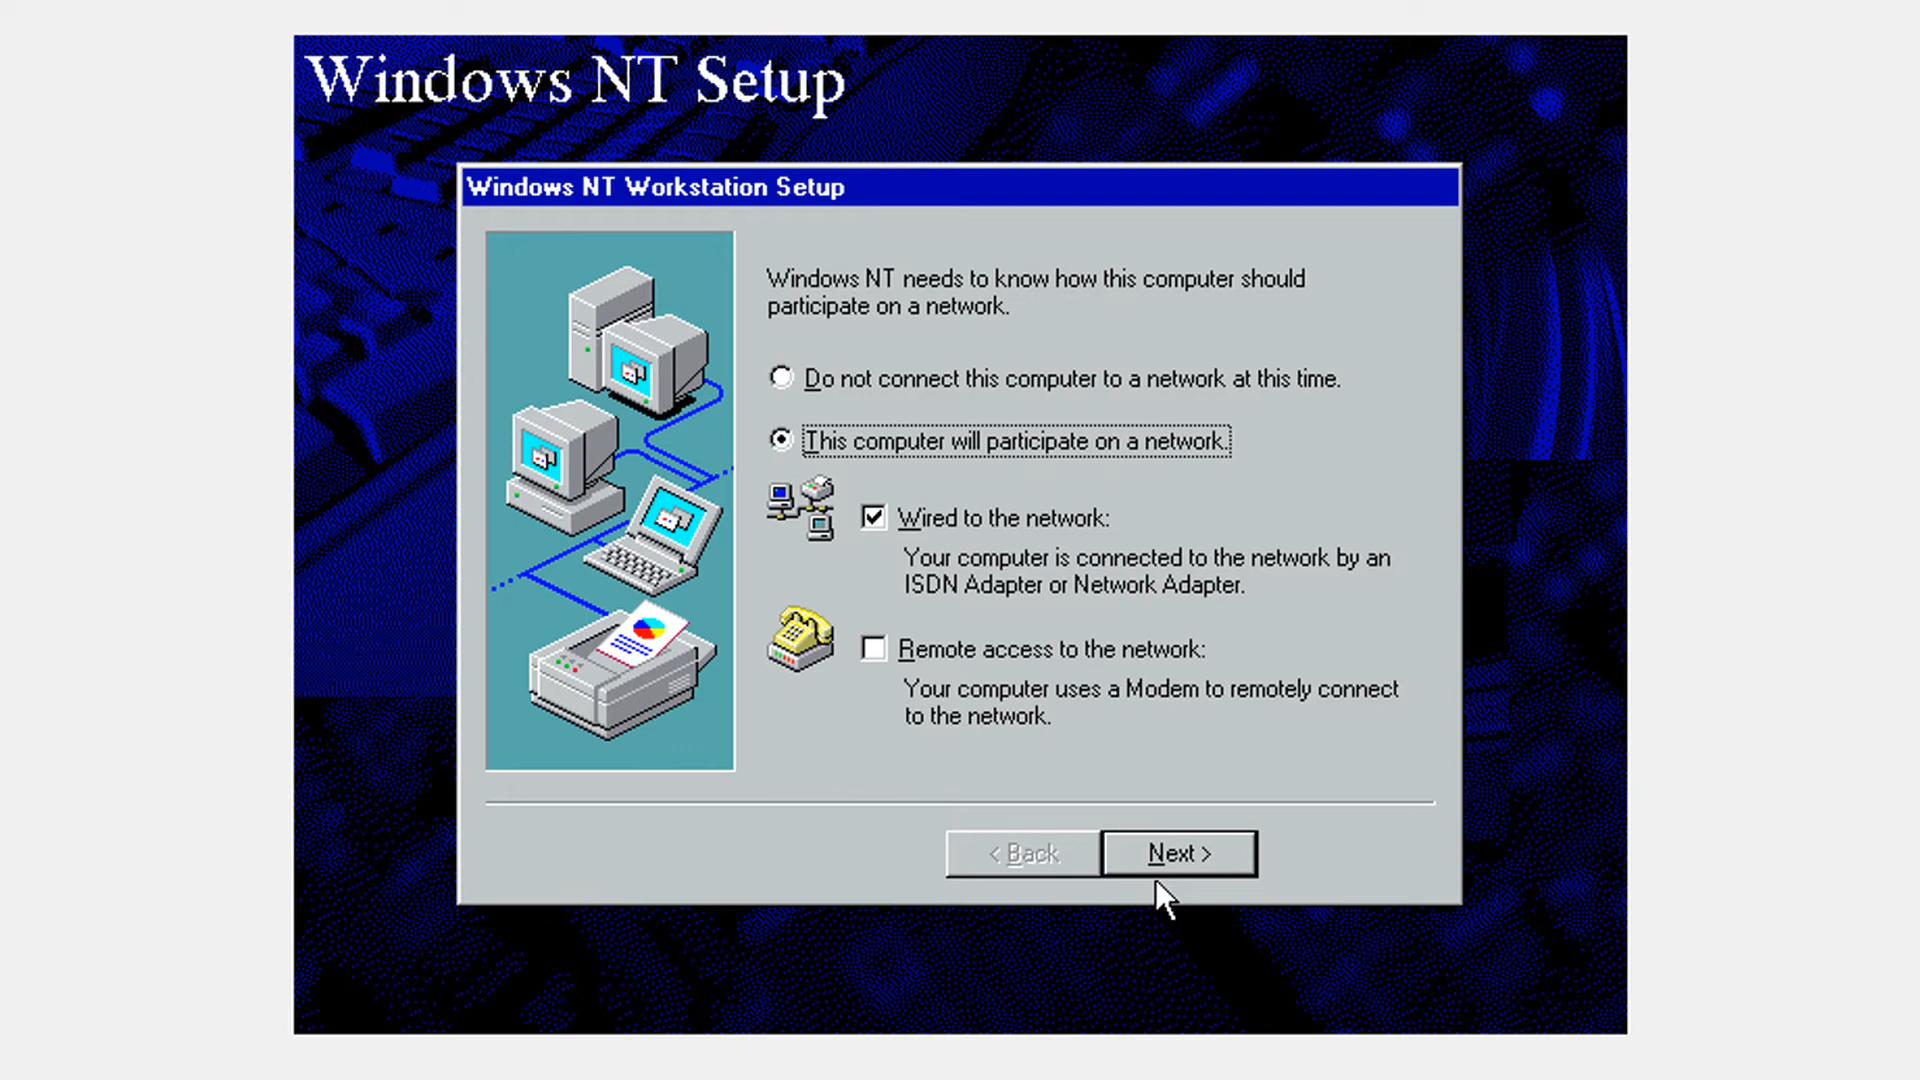 Windows NT Setup
Windows NT Workstation Setup
Windows NT needs to know how this computer should
participate on a network.
Do not connect this computer to a network at this time.
This computer will participate on a network.
Wired to the network:
Your computer is connected to the network by an
ISDN Adapter or Network Adapter.
Remote access to the network:
Your computer uses a Modem to remotely connect
to the network.
< Back
Next >